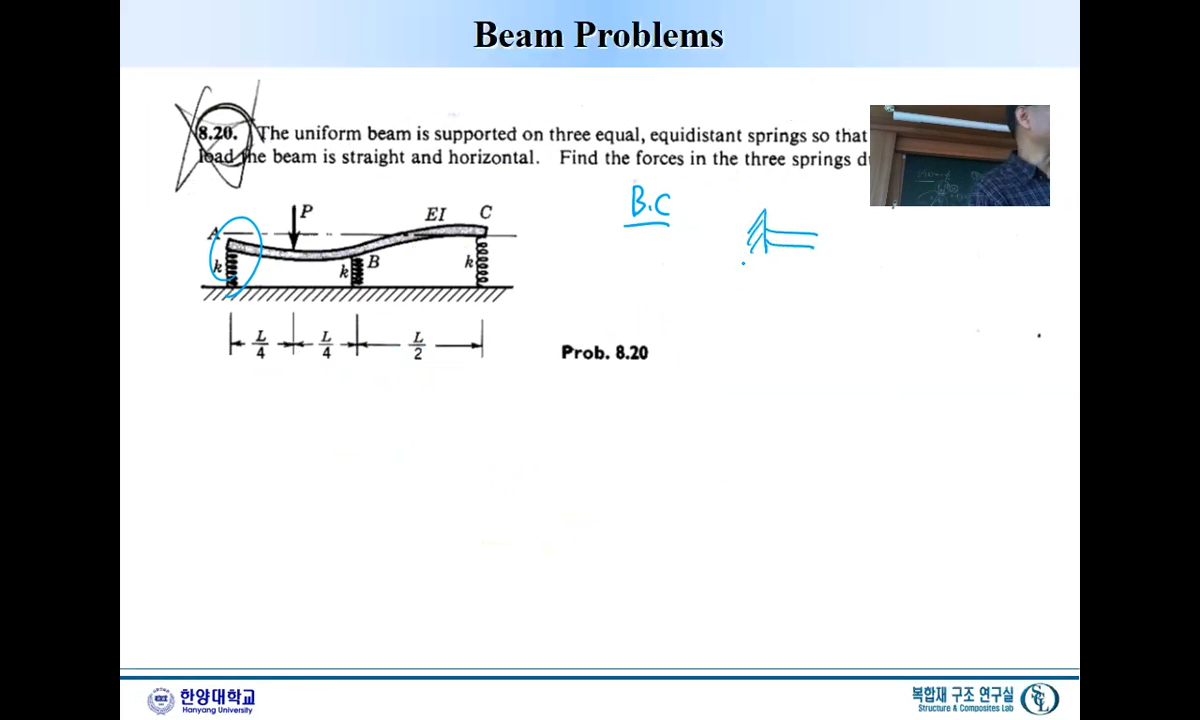 Beam Problems
8.20. The uniform beam is supported on three equal, equidistant springs so that
load the beam is straight and horizontal. Find the forces in the three springs d
B.C
P
EI
C
A
k
k
B
k
L/4
L/4
L/2
Prob. 8.20
한양대학교
Hanyang University
복합재 구조 연구실
Structure & Composites Lab